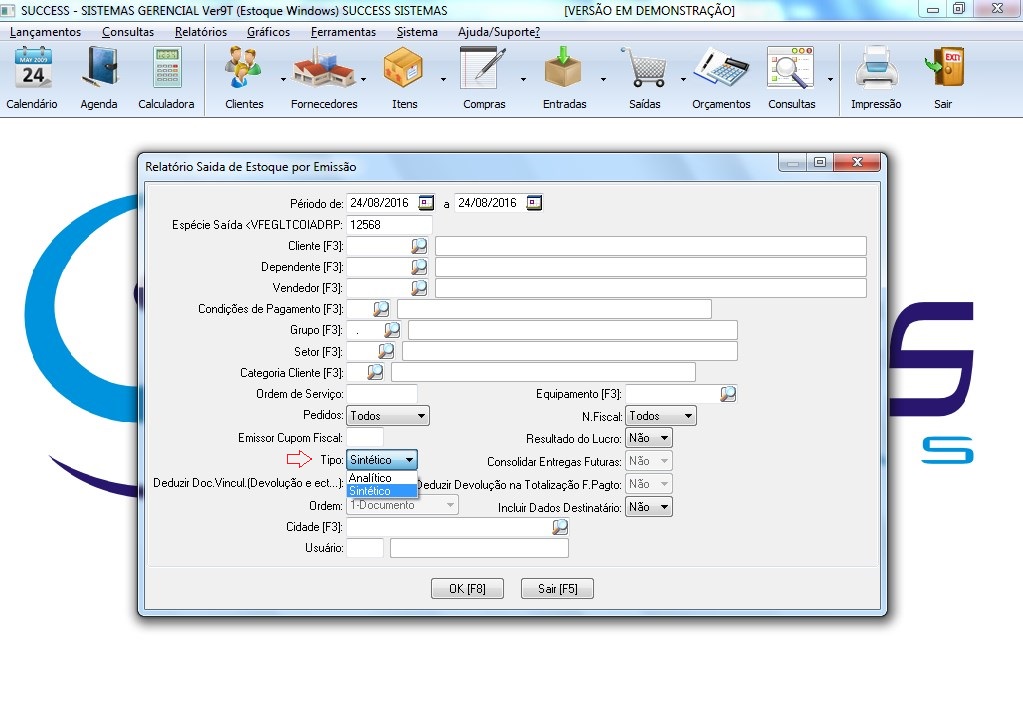 SUCCESS - SISTEMAS GERENCIAL Ver9T (Estoque Windows) SUCCESS SISTEMAS [VERSÃO EM DEMONSTRAÇÃO]
Lançamentos Consultas Relatórios Gráficos Ferramentas Sistema Ajuda/Suporte?
MAY 2009
24
EXIT
Calendário Agenda Calculadora Clientes Fornecedores Itens Compras Entradas Saídas Orçamentos Consultas Impressão Sair
Relatório Saida de Estoque por Emissão
Périodo de: 24/08/2016 a 24/08/2016
Espécie Saída <VFEGLTCOIADRP: 12568
Cliente [F3]:
Dependente [F3]:
Vendedor [F3]:
Condições de Pagamento [F3]:
Grupo [F3]: .
Setor [F3]:
Categoria Cliente [F3]:
Ordem de Serviço: Equipamento [F3]:
Pedidos: Todos N.Fiscal: Todos
Emissor Cupom Fiscal: Resultado do Lucro: Não
Tipo: Sintético Consolidar Entregas Futuras: Não
Analítico
Deduzir Doc.Vincul.(Devolução e ect...): Deduzir Devolução na Totalização F.Pagto: Não
Sintético
Ordem: 1-Documento Incluir Dados Destinatário: Não
Cidade [F3]:
Usuário:
OK [F8] Sair [F5]
S
S